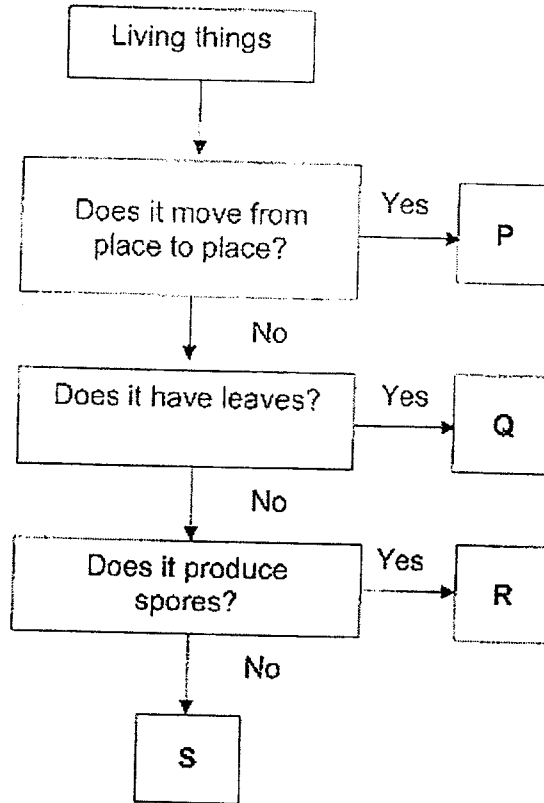 Living things
Does it move from
place to place?
Yes
P
No
Does it have leaves?
Yes
Q
No
Does it produce
spores?
Yes
R
No
S